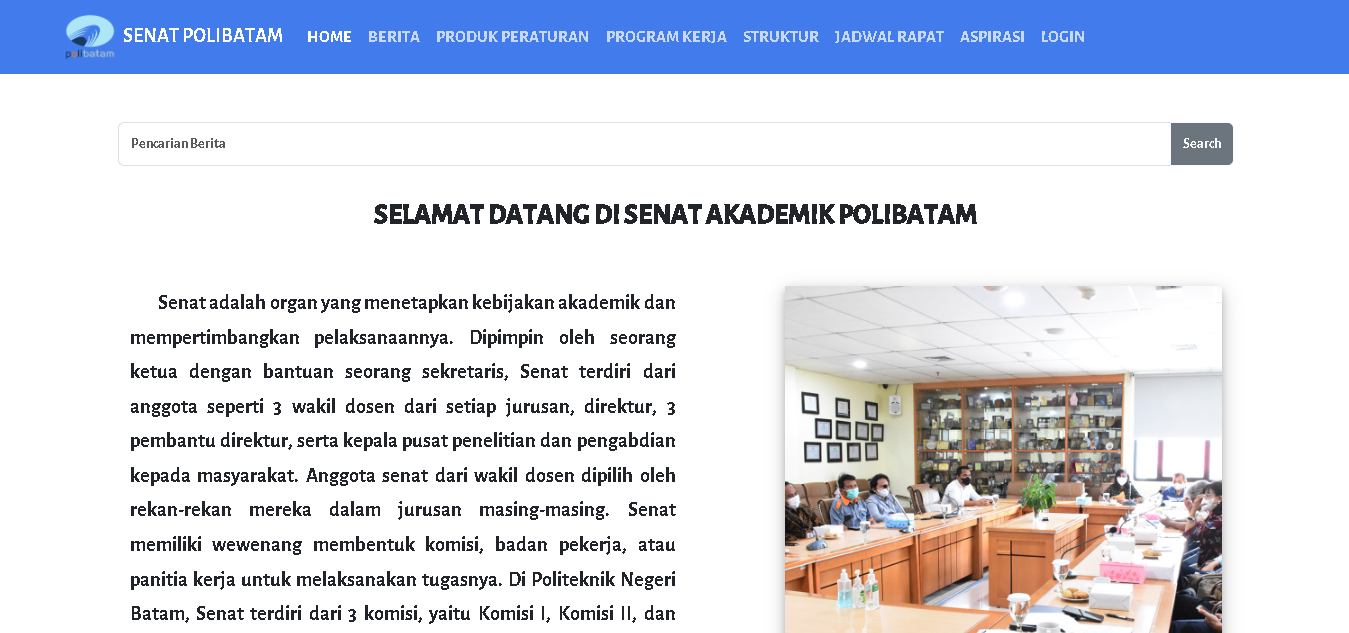 polibatam
SENAT POLIBATAM HOME BERITA PRODUK PERATURAN PROGRAM KERJA STRUKTUR JADWAL RAPAT ASPIRASI LOGIN
Pencarian Berita Search
SELAMAT DATANG DI SENAT AKADEMIK POLIBATAM
Senat adalah organ yang menetapkan kebijakan akademik dan
mempertimbangkan pelaksanaannya. Dipimpin oleh seorang
ketua dengan bantuan seorang sekretaris, Senat terdiri dari
anggota seperti 3 wakil dosen dari setiap jurusan, direktur, 3
pembantu direktur, serta kepala pusat penelitian dan pengabdian
kepada masyarakat. Anggota senat dari wakil dosen dipilih oleh
rekan-rekan mereka dalam jurusan masing-masing. Senat
memiliki wewenang membentuk komisi, badan pekerja, atau
panitia kerja untuk melaksanakan tugasnya. Di Politeknik Negeri
Batam, Senat terdiri dari 3 komisi, yaitu Komisi I, Komisi II, dan